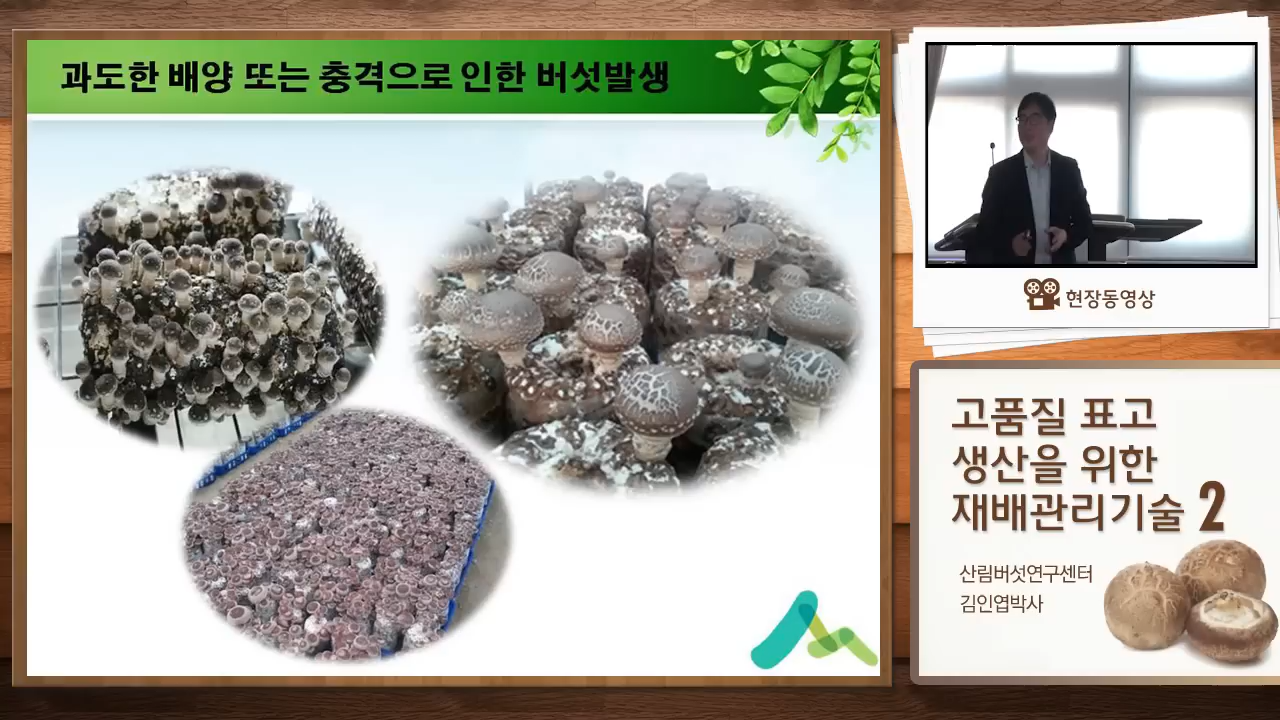 과도한 배양 또는 충격으로 인한 버섯발생
현장동영상
고품질 표고
생산을 위한
재배관리기술 2
산림버섯연구센터
김인엽박사